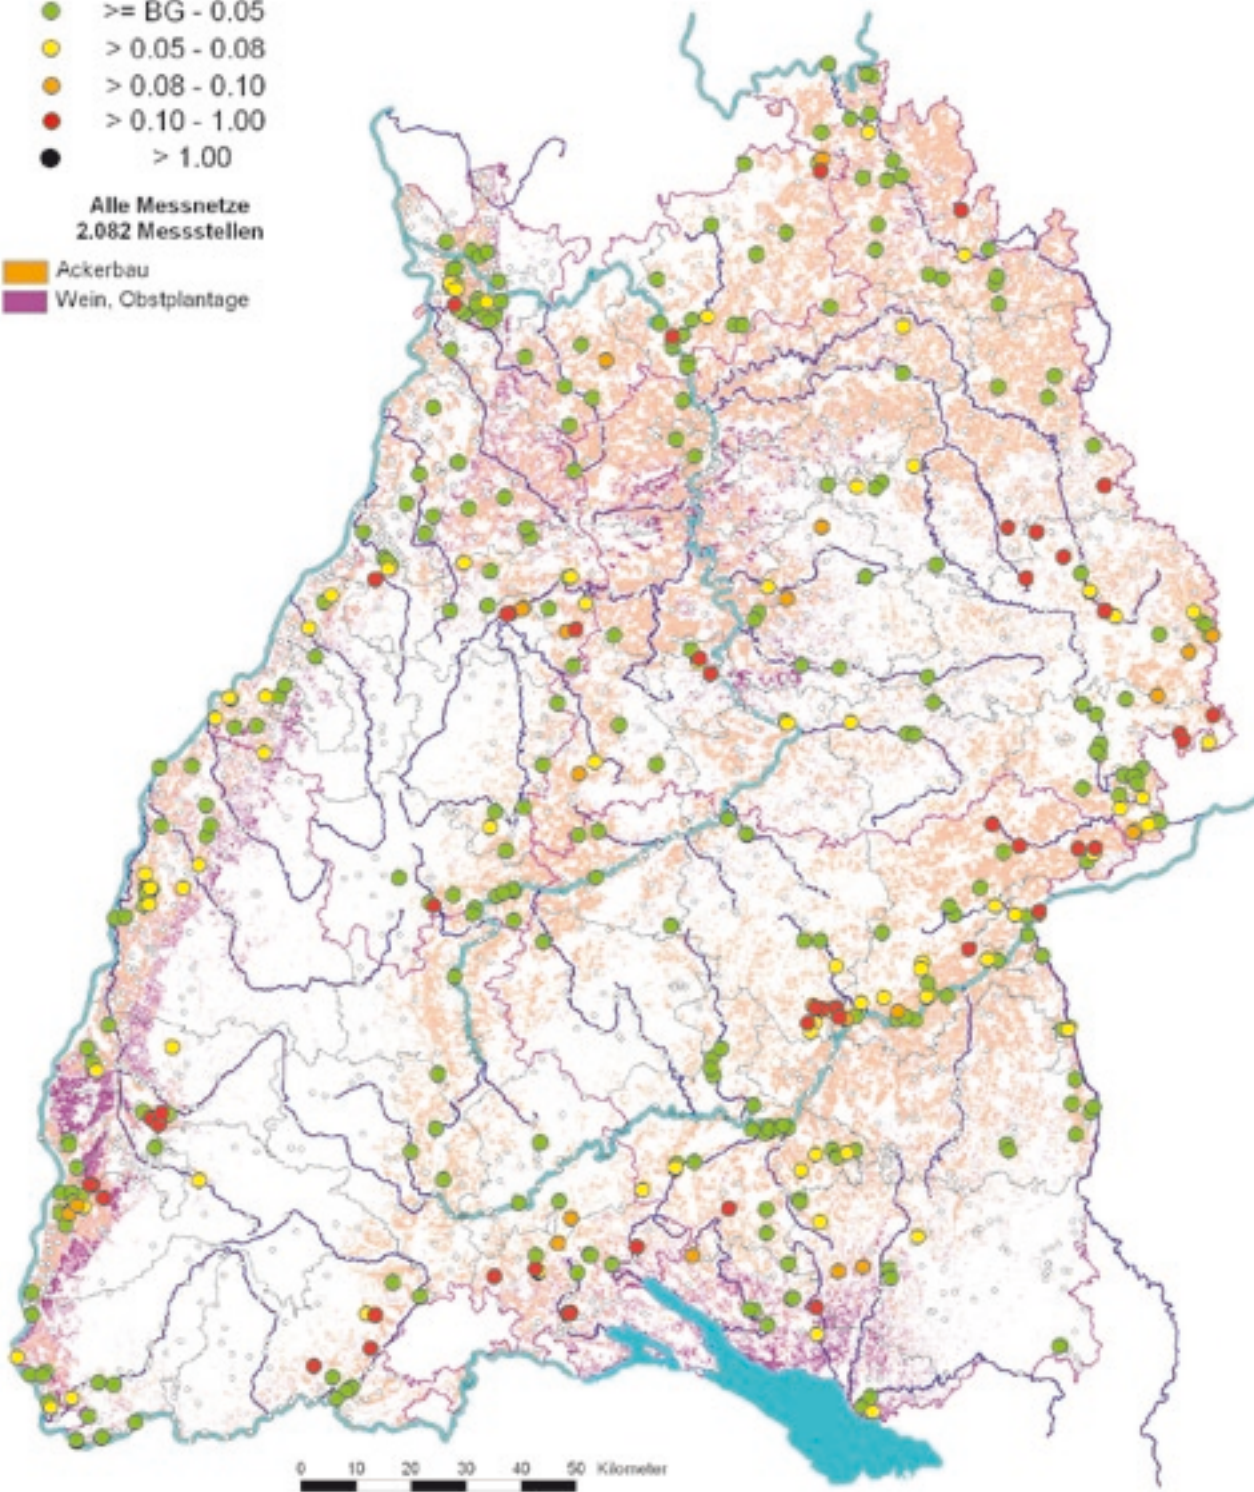 >= BG - 0.05
> 0.05 - 0.08
> 0.08 - 0.10
> 0.10 - 1.00
> 1.00
Alle Messnetze
2.082 Messstellen
Ackerbau
Wein, Obstplantage
0 10 20 30 40 50 Kilometer